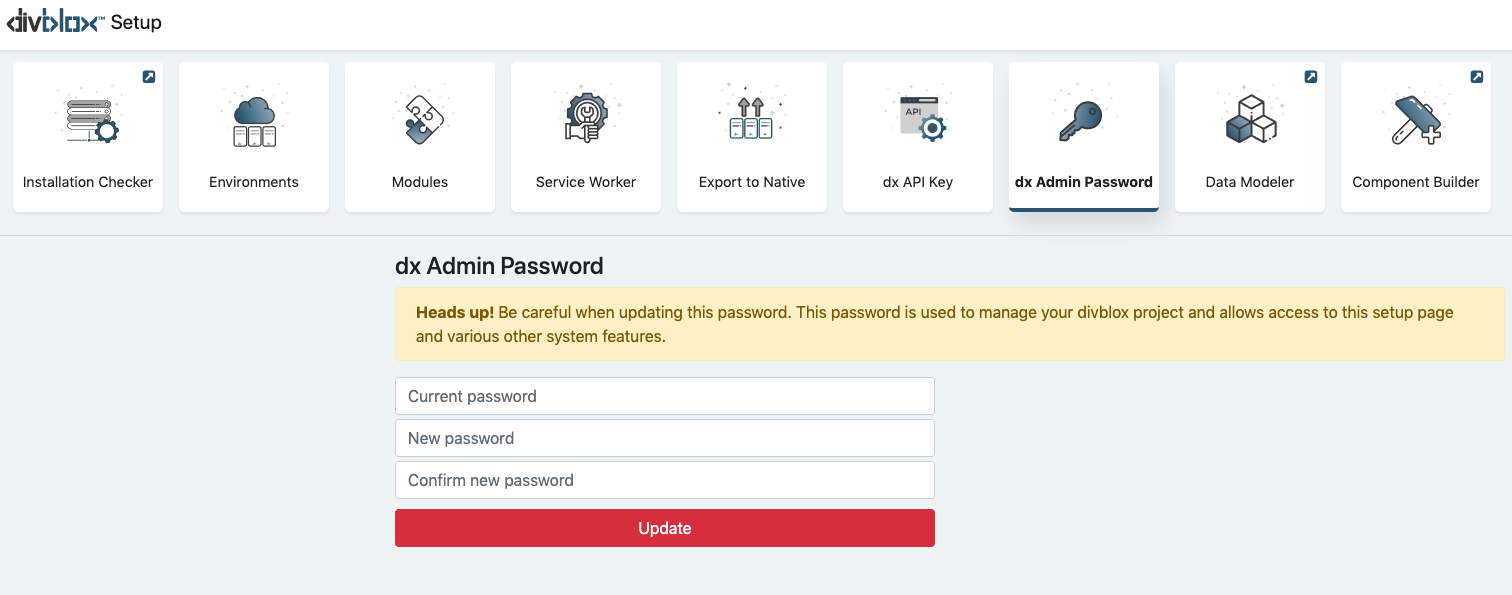 divblox™ Setup
Installation Checker
Environments
2.3
Modules
Service Worker
Export to Native
API
dx API Key
dx Admin Password
Data Modeler
Component Builder
dx Admin Password
Heads up! Be careful when updating this password. This password is used to manage your divblox project and allows access to this setup page
and various other system features.
Current password
New password
Confirm new password
Update